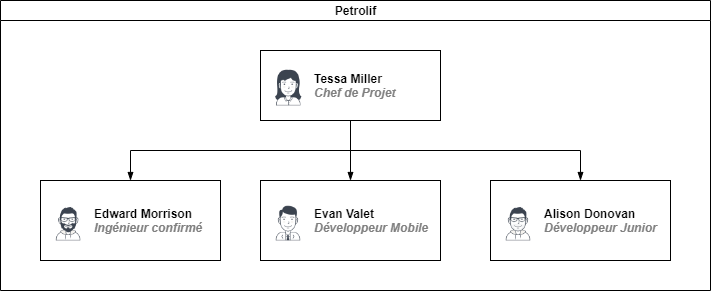 Petrolif
Tessa Miller
Chef de Projet
Edward Morrison
Ingénieur confirmé
Evan Valet
Développeur Mobile
Alison Donovan
Développeur Junior